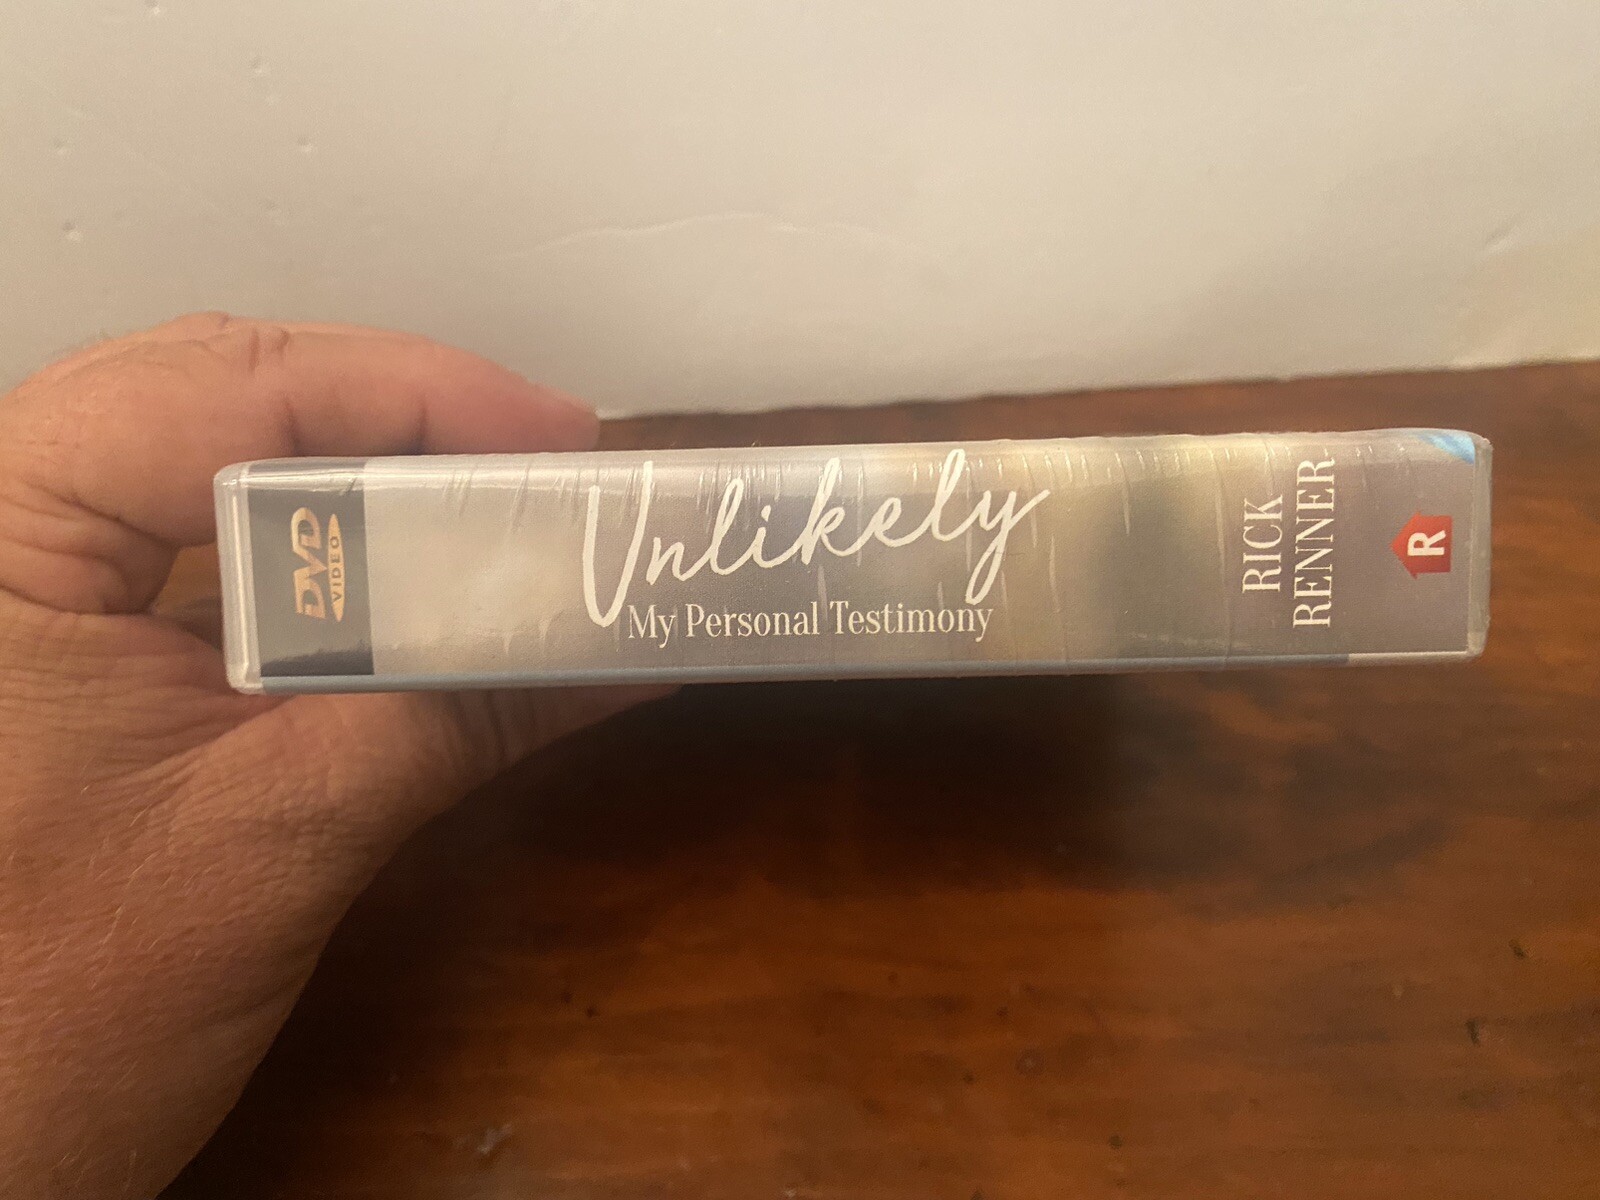 DVD
VIDEO
Unlikely
My Personal Testimony
RICK
RENNER
R